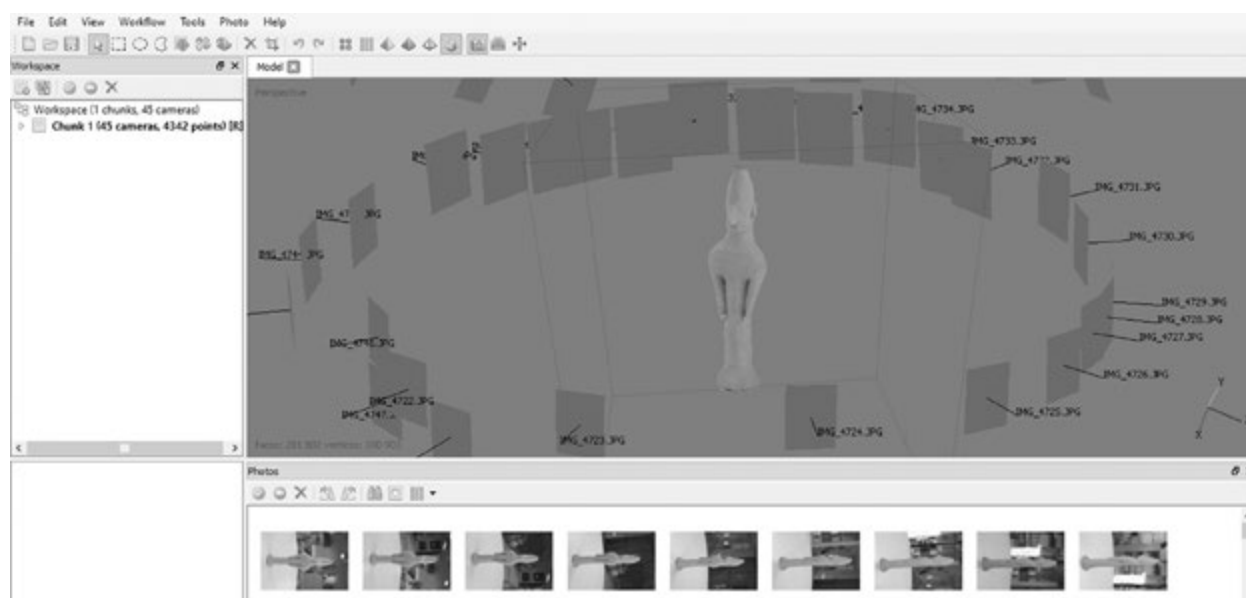 File Edit View Workflow Tools Photo Help
Workspace
Model
Perspective
Workspace (1 chunks, 45 cameras)
Chunk 1 (45 cameras, 4342 points) [R]
IMG_4734.JPG
IMG_4733.JPG
IMG_4732.JPG
IMG_4731.JPG
IMG_4730.JPG
IMG_4729.JPG
IMG_4728.JPG
IMG_4727.JPG
IMG_4726.JPG
IMG_4725.JPG
IMG_4724.JPG
IMG_4723.JPG
IMG_4722.JPG
Y
X
Photos